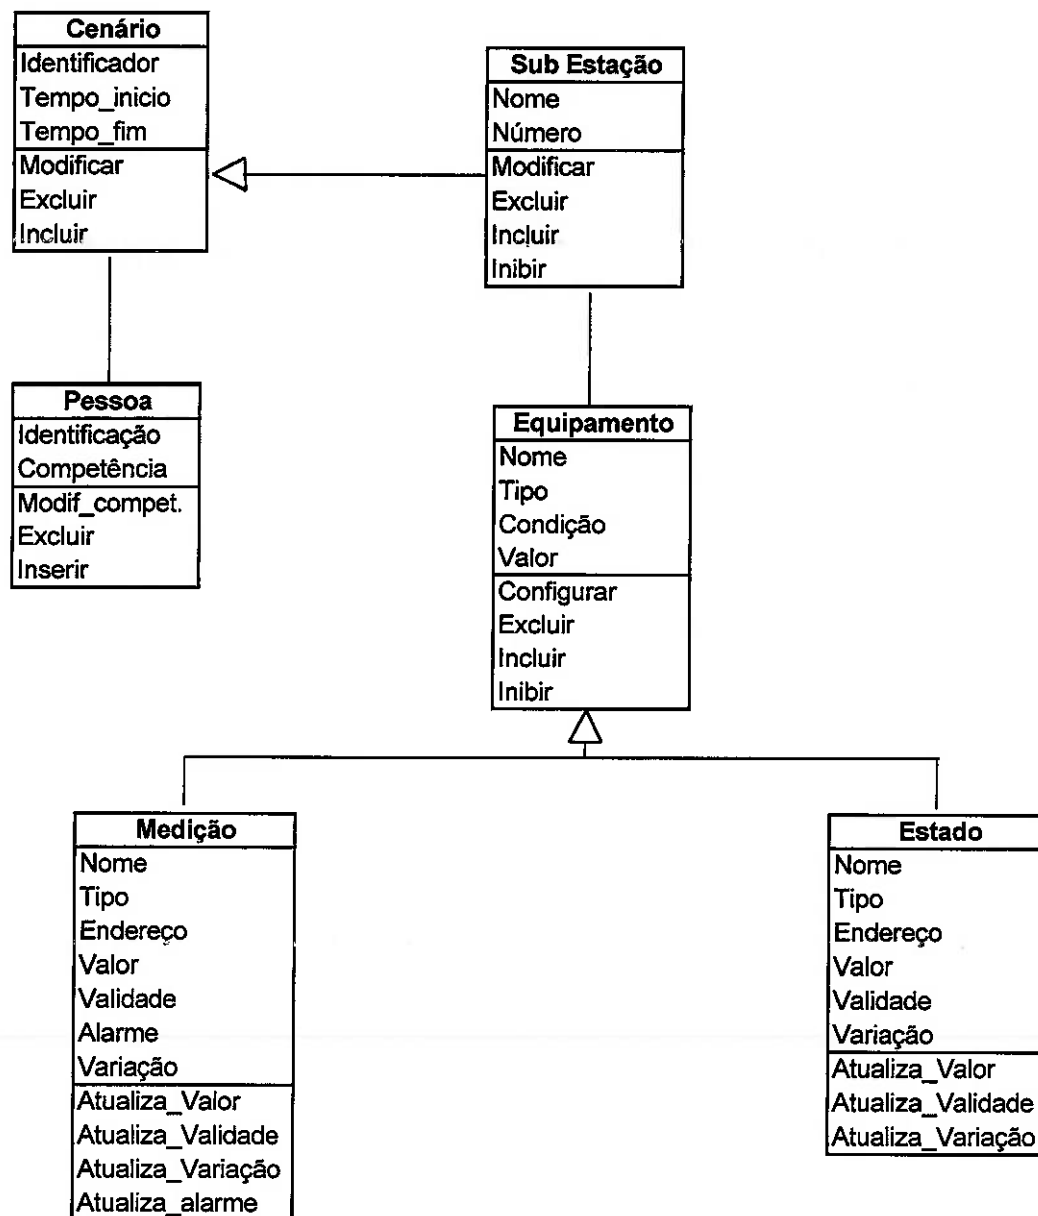 Cenário
Identificador
Tempo_inicio
Tempo_fim
Modificar
Excluir
Incluir
Sub Estação
Nome
Número
Modificar
Excluir
Incluir
Inibir
Pessoa
Identificação
Competência
Modif_compet.
Excluir
Inserir
Equipamento
Nome
Tipo
Condição
Valor
Configurar
Excluir
Incluir
Inibir
Medição
Nome
Tipo
Endereço
Valor
Validade
Alarme
Variação
Atualiza_Valor
Atualiza_Validade
Atualiza_Variação
Atualiza_alarme
Estado
Nome
Tipo
Endereço
Valor
Validade
Variação
Atualiza_Valor
Atualiza_Validade
Atualiza_Variação